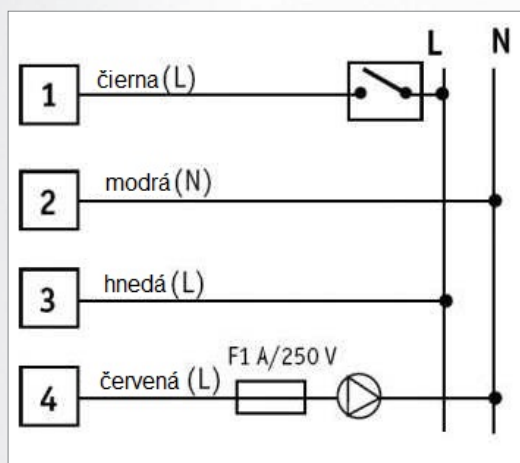 L N
1 čierna (L)
2 modrá (N)
3 hnedá (L)
F1 A/250 V
4 červená (L)